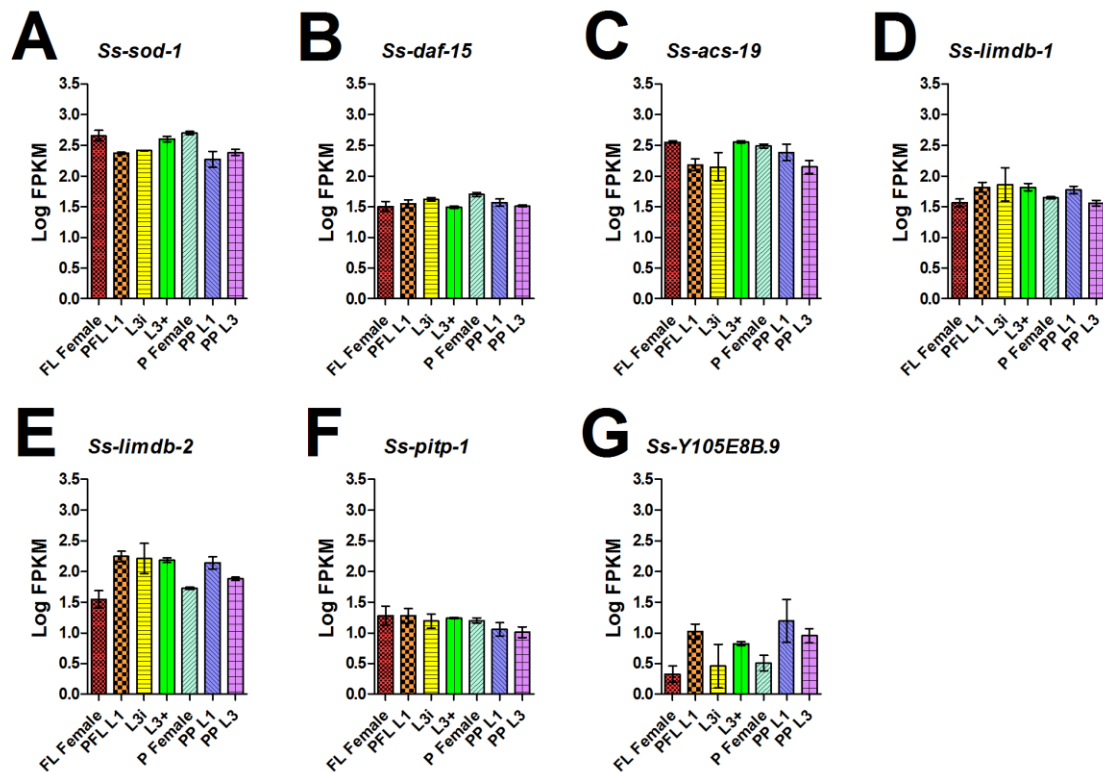 A Ss-sod-1
B Ss-daf-15
C Ss-acs-19
D Ss-limdb-1
Log FPKM
3.5
3.0
2.5
2.0
1.5
1.0
0.5
0.0
FL Female
PFL L1
L3i
L3+
P Female
PP L1
PP L3
Log FPKM
3.5
3.0
2.5
2.0
1.5
1.0
0.5
0.0
FL Female
PFL L1
L3i
L3+
P Female
PP L1
PP L3
Log FPKM
3.5
3.0
2.5
2.0
1.5
1.0
0.5
0.0
FL Female
PFL L1
L3i
L3+
P Female
PP L1
PP L3
Log FPKM
3.5
3.0
2.5
2.0
1.5
1.0
0.5
0.0
FL Female
PFL L1
L3i
L3+
P Female
PP L1
PP L3
E Ss-limdb-2
F Ss-pitp-1
G Ss-Y105E8B.9
Log FPKM
3.5
3.0
2.5
2.0
1.5
1.0
0.5
0.0
FL Female
PFL L1
L3i
L3+
P Female
PP L1
PP L3
Log FPKM
3.5
3.0
2.5
2.0
1.5
1.0
0.5
0.0
FL Female
PFL L1
L3i
L3+
P Female
PP L1
PP L3
Log FPKM
3.5
3.0
2.5
2.0
1.5
1.0
0.5
0.0
FL Female
PFL L1
L3i
L3+
P Female
PP L1
PP L3